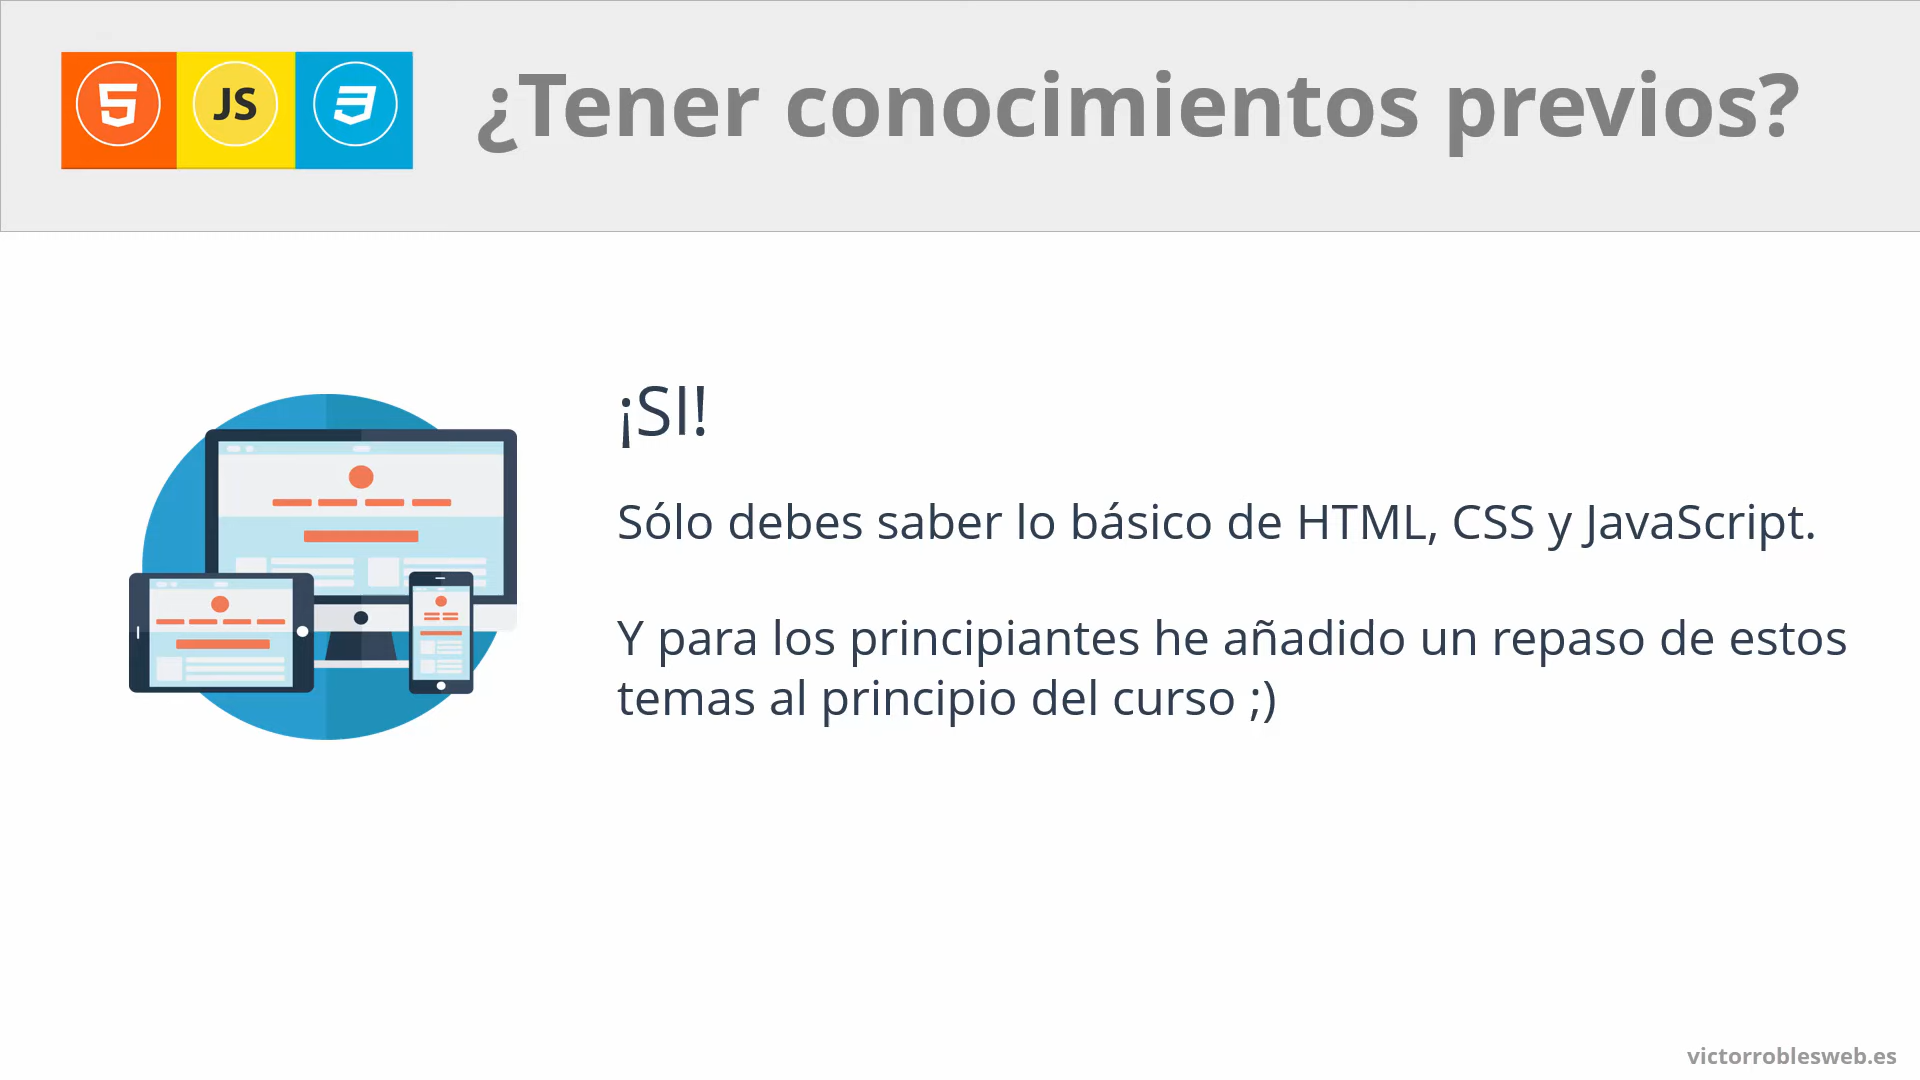 JS
¿Tener conocimientos previos?
¡SI!
Sólo debes saber lo básico de HTML, CSS y JavaScript.
Y para los principiantes he añadido un repaso de estos
temas al principio del curso ;)
victorroblesweb.es